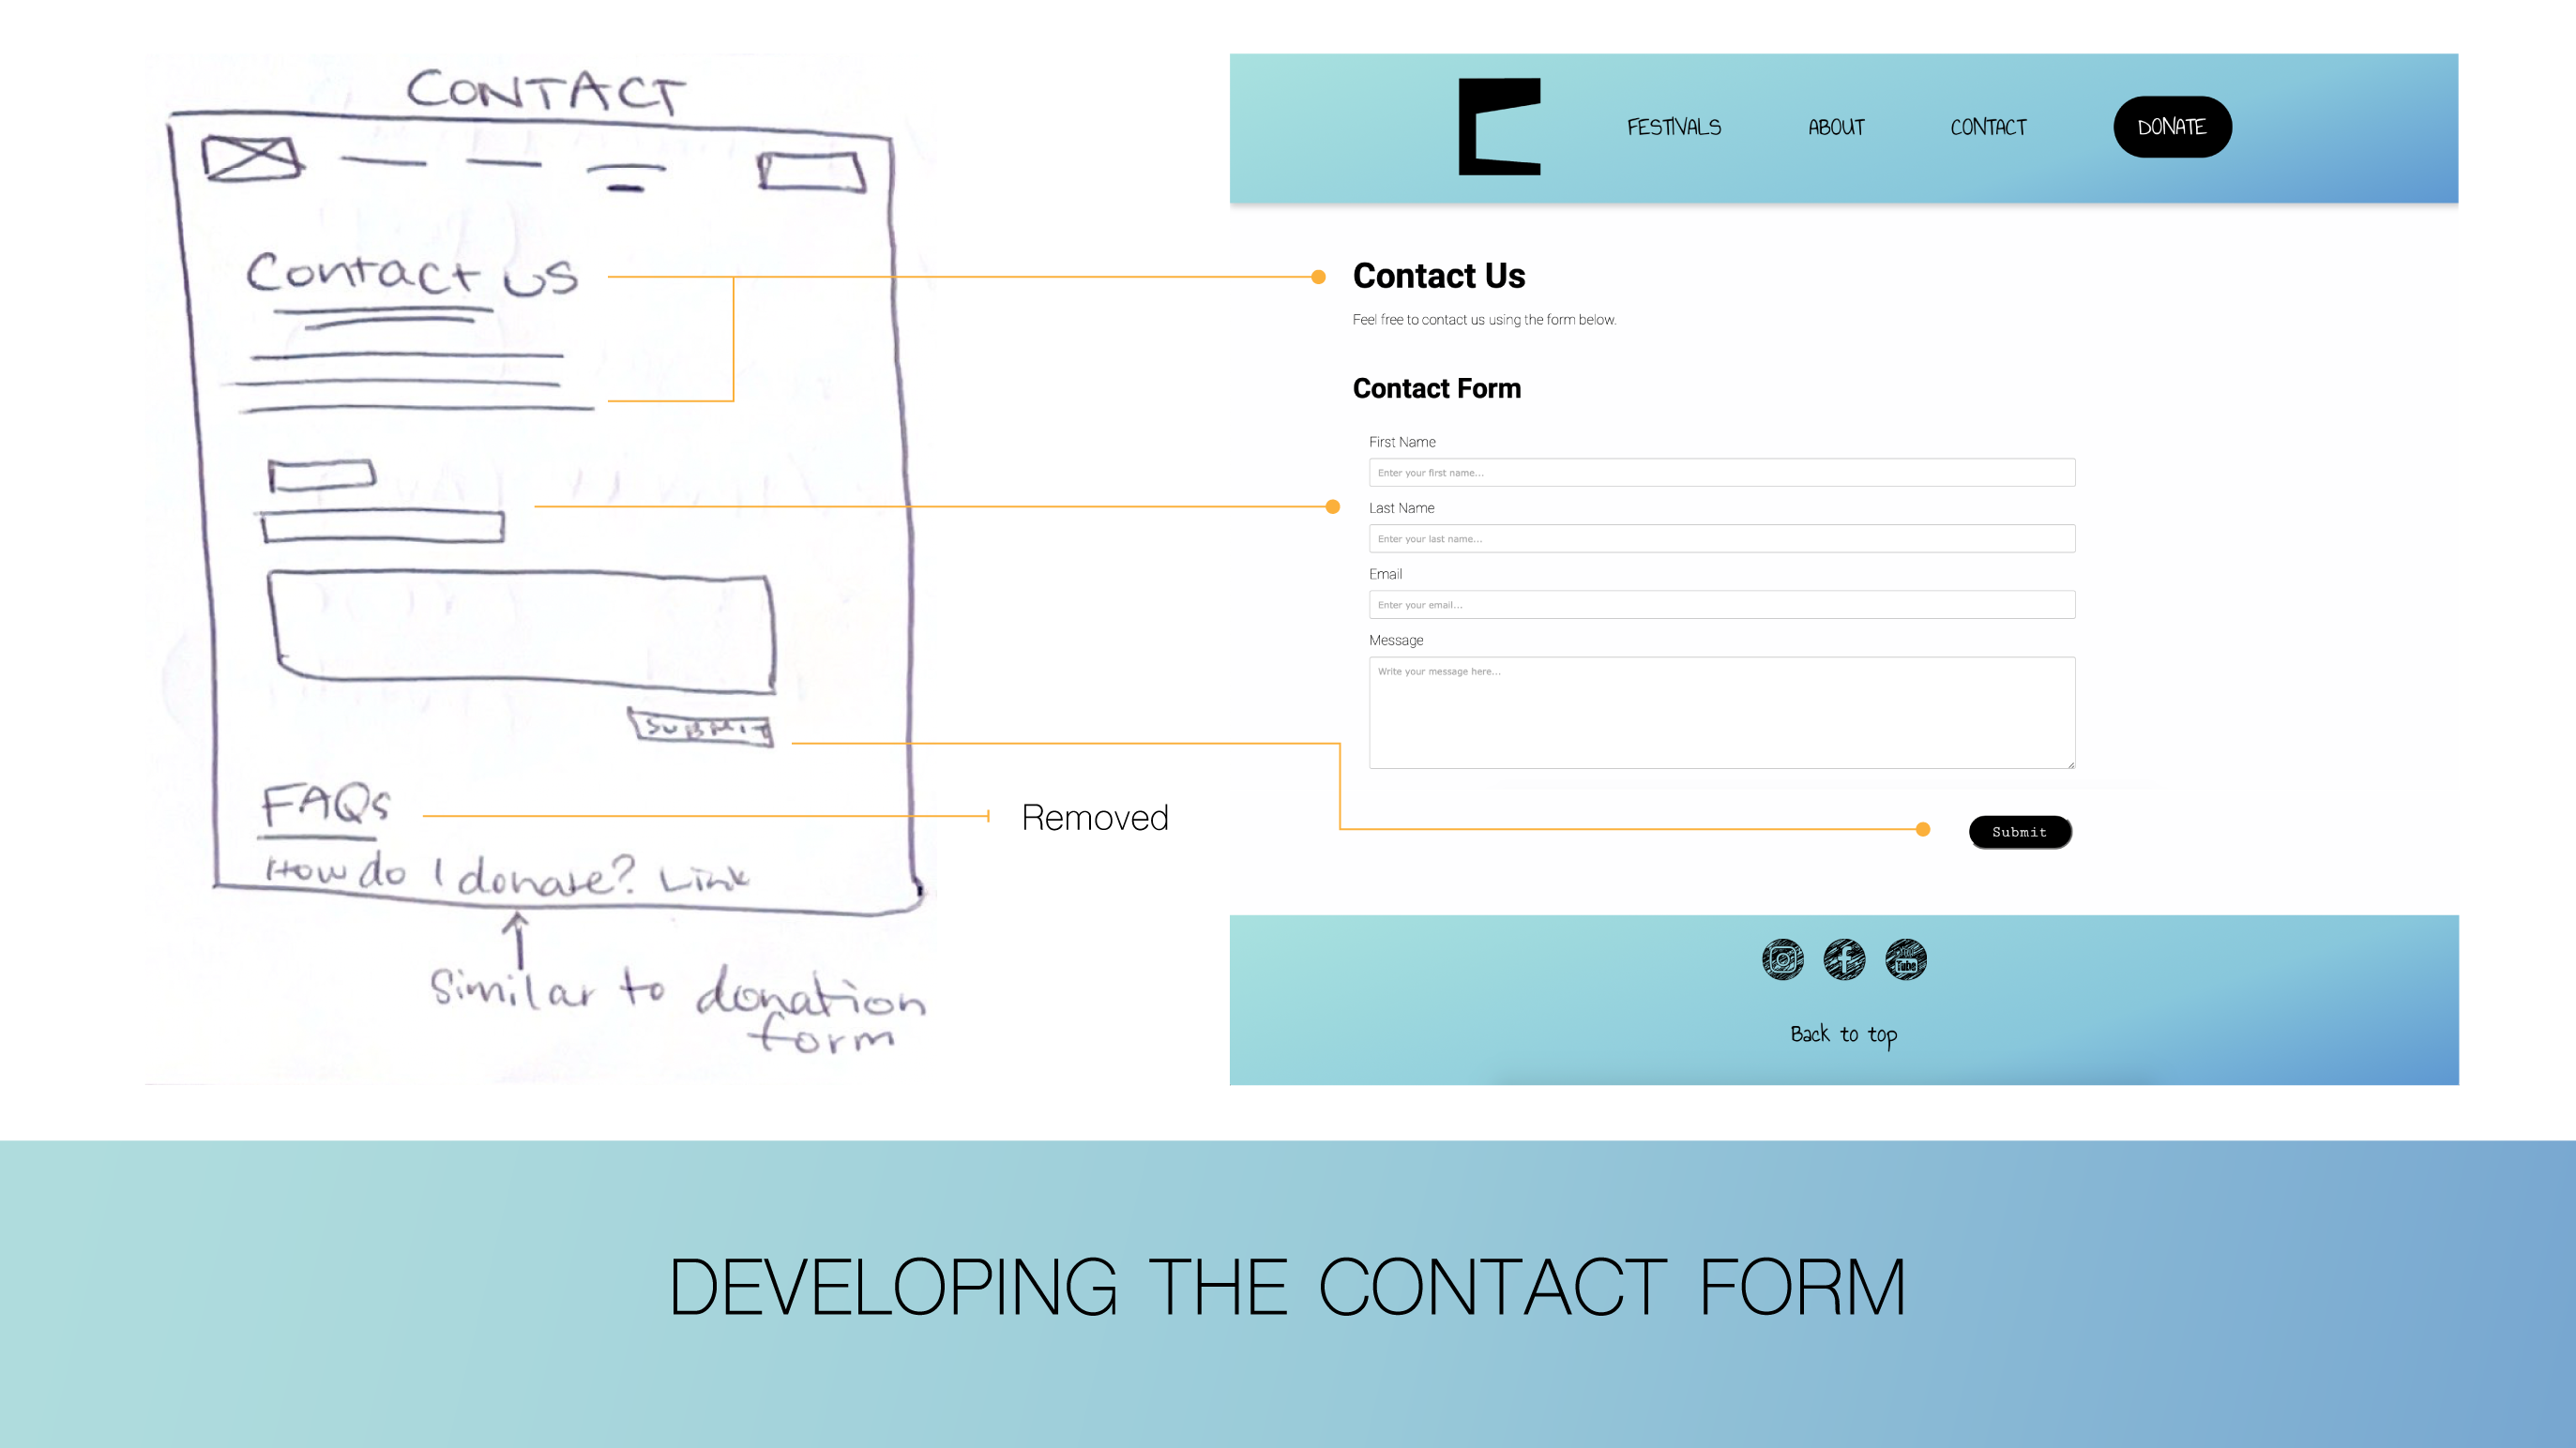 CONTACT
Contact us
SUBMIT
FAQs
How do I donate? Link
Similar to donation
form
Removed
FESTIVALS ABOUT CONTACT DONATE
Contact Us
Feel free to contact us using the form below.
Contact Form
First Name
Enter your first name...
Last Name
Enter your last name...
Email
Enter your email...
Message
Write your message here...
Submit
You
Tube
Back to top
DEVELOPING THE CONTACT FORM